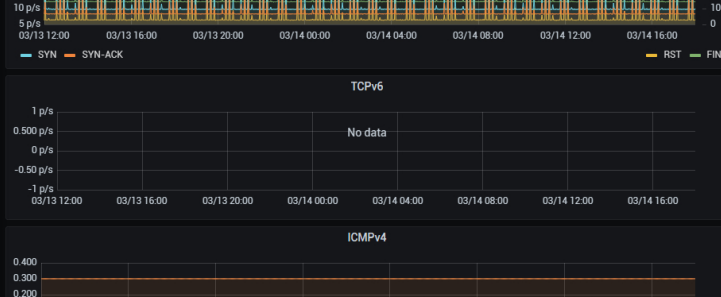 10 p/s 10
5 p/s 0
03/13 12:00 03/13 16:00 03/13 20:00 03/14 00:00 03/14 04:00 03/14 08:00 03/14 12:00 03/14 16:00
SYN SYN-ACK RST FIN
TCPv6
1 p/s
0.500 p/s
No data
0 p/s
-0.50 p/s
-1 p/s
03/13 12:00 03/13 16:00 03/13 20:00 03/14 00:00 03/14 04:00 03/14 08:00 03/14 12:00 03/14 16:00
ICMPv4
0.400
0.300
0.200